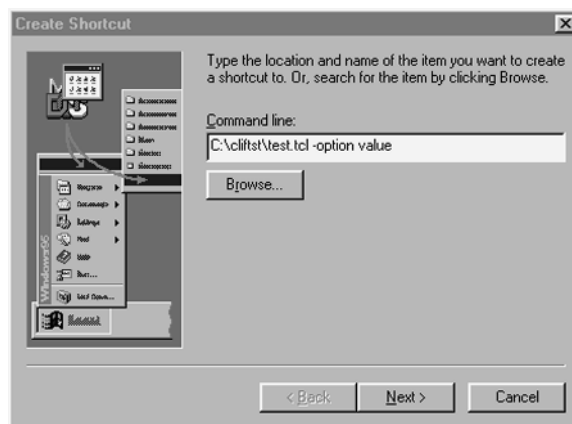 Create Shortcut
Type the location and name of the item you want to create
a shortcut to. Or, search for the item by clicking Browse.
Command line:
C:\cliftst\test.tcl -option value
Browse...
Windows95
< Back
Next >
Cancel